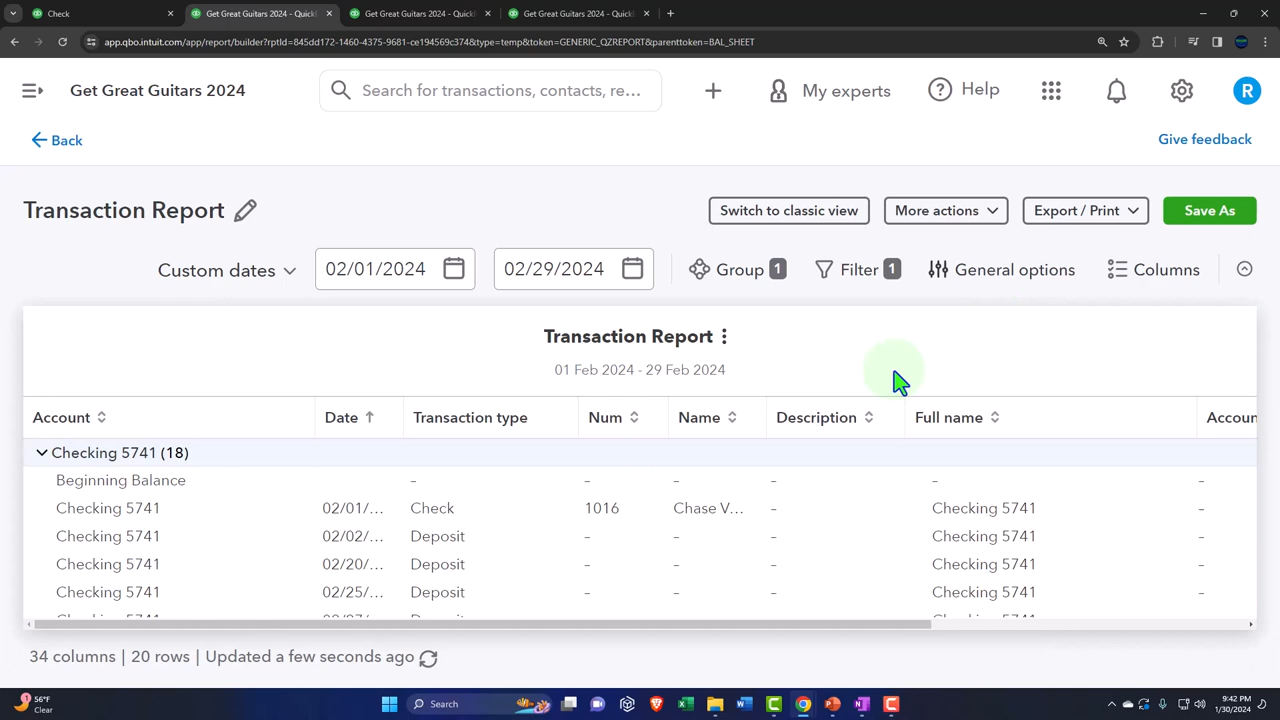 Check
Get Great Guitars 2024 - Quick
Get Great Guitars 2024 - Quick
Get Great Guitars 2024 - Quick
app.qbo.intuit.com/app/report/builder?rptId=845dd172-1460-4375-9681-ce194569c374&type=temp&token=GENERIC_QZREPORT&parenttoken=BAL_SHEET
Get Great Guitars 2024
Search for transactions, contacts, re...
My experts
Help
R
Back
Give feedback
Transaction Report
Switch to classic view
More actions
Export / Print
Save As
Custom dates
02/01/2024
02/29/2024
Group 1
Filter 1
General options
Columns
Transaction Report
01 Feb 2024 - 29 Feb 2024
Account Date Transaction type Num Name Description Full name Accoun
Checking 5741 (18)
Beginning Balance – – – – – –
Checking 5741 02/01/... Check 1016 Chase V... – Checking 5741 –
Checking 5741 02/02/... Deposit – – – Checking 5741 –
Checking 5741 02/20/... Deposit – – – Checking 5741 –
Checking 5741 02/25/... Deposit – – – Checking 5741 –
34 columns | 20 rows | Updated a few seconds ago
56°F
Clear
Search
9:42 PM
1/30/2024